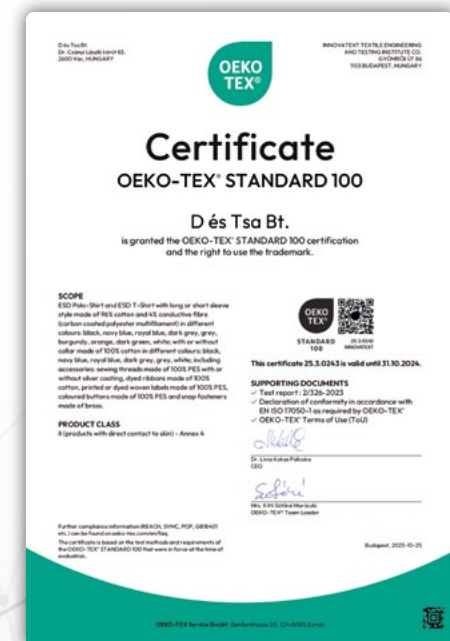 D és Tsa Bt.
Dr. Csányi László körút 83.
2600 Vác, HUNGARY
INNOVATEXT TEXTILE ENGINEERING
AND TESTING INSTITUTE CO.
GYÖMRŐI ÚT 86
1103 BUDAPEST, HUNGARY
OEKO
TEX®
Certificate
OEKO-TEX® STANDARD 100
D és Tsa Bt.
is granted the OEKO-TEX® STANDARD 100 certification
and the right to use the trademark.
SCOPE
ESD Polo-Shirt and ESD T-Shirt with long or short sleeve
style made of 96% cotton and 4% conductive fibre
(carbon coated polyester multifilament) in different
colours: black, navy blue, royal blue, dark grey, grey,
burgundy, orange, dark green, white; with or without
collar made of 100% cotton in different colours: black,
navy blue, royal blue, dark grey, grey, white, including
accessories: sewing threads made of 100% PES with or
without silver coating, dyed ribbons made of 100%
cotton, printed or dyed woven labels made of 100% PES,
coloured buttons made of 100% PES and snap fasteners
made of brass.
PRODUCT CLASS
II (products with direct contact to skin) - Annex 4
OEKO
TEX®
STANDARD
100
25.3.0243
INNOVATEXT
This certificate 25.3.0243 is valid until 31.10.2024.
SUPPORTING DOCUMENTS
✓ Test report : 2/326-2023
✓ Declaration of conformity in accordance with
EN ISO 17050-1 as required by OEKO-TEX®
✓ OEKO-TEX® Terms of Use (ToU)
CEO
OEKO-TEX® Team Leader
Further compliance information (REACH, SVHC, POP, GB18401
etc.) can be found on oeko-tex.com/en/faq.
The certificate is based on the test methods and requirements of
the OEKO-TEX® STANDARD 100 that were in force at the time of
evaluation.
Budapest, 2023-10-25
OEKO-TEX Service GmbH